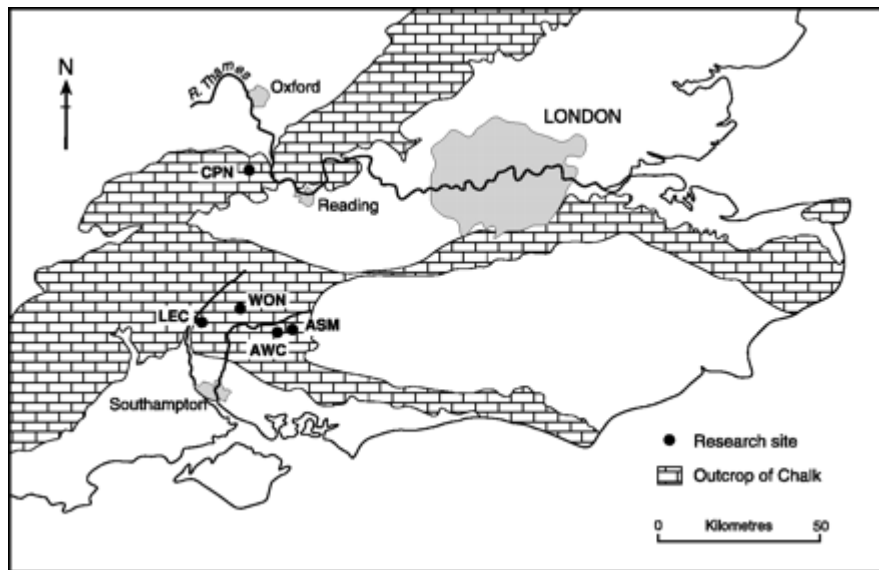 N
R. Thames
Oxford
LONDON
CPN
Reading
WON
LEC
ASM
AWC
Southampton
Research site
Outcrop of Chalk
0 Kilometres 50